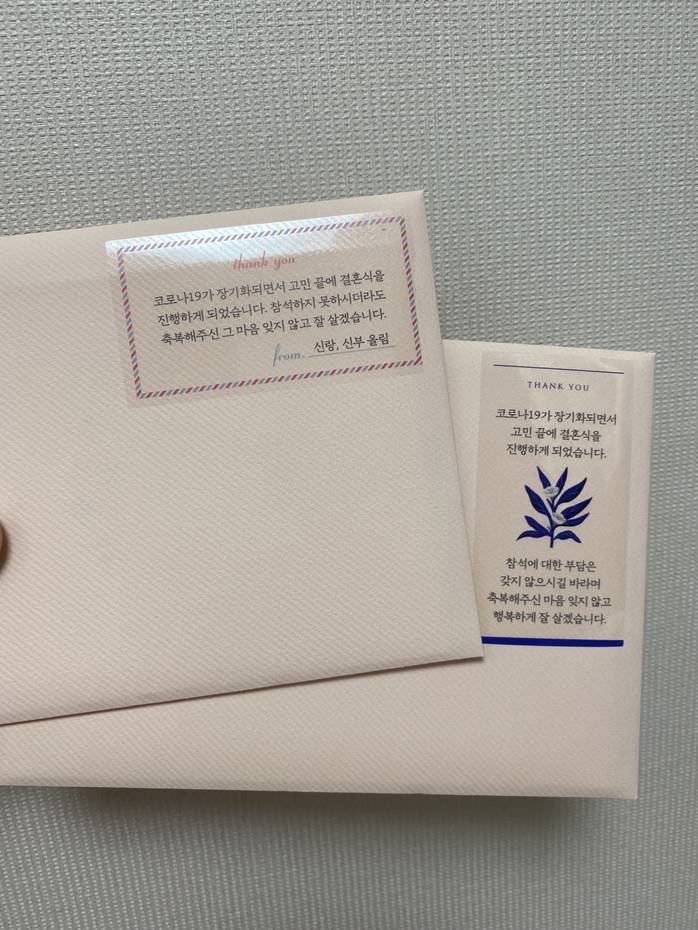 thank you
코로나19가 장기화되면서 고민 끝에 결혼식을
진행하게 되었습니다. 참석하지 못하시더라도
축복해주신 그 마음 잊지 않고 잘 살겠습니다.
from. 신랑, 신부 올림
THANK YOU
코로나19가 장기화되면서
고민 끝에 결혼식을
진행하게 되었습니다.
참석에 대한 부담은
갖지 않으시길 바라며
축복해주신 마음 잊지 않고
행복하게 잘 살겠습니다.